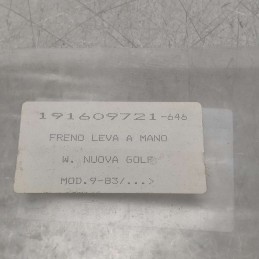 191609721-646
FRENO LEVA A MANO
W. NUOVA GOLF
MOD.9-83/...>